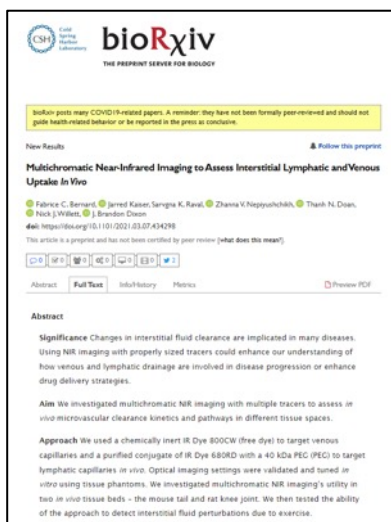 CSH
Cold
Spring
Harbor
Laboratory
bioRχiv
THE PREPRINT SERVER FOR BIOLOGY
bioRxiv posts many COVID19-related papers. A reminder: they have not been formally peer-reviewed and should not
guide health-related behavior or be reported in the press as conclusive.
New Results
Follow this preprint
Multichromatic Near-Infrared Imaging to Assess Interstitial Lymphatic and Venous
Uptake In Vivo
Fabrice C. Bernard, Jarred Kaiser, Sarvgna K. Raval, Zhanna V. Nepiyushchikh, Thanh N. Doan,
Nick J. Willett, J. Brandon Dixon
doi: https://doi.org/10.1101/2021.03.07.434298
This article is a preprint and has not been certified by peer review [what does this mean?]
0 0 0 0 0 0 2
Abstract Full Text Info/History Metrics Preview PDF
Abstract
Significance Changes in interstitial fluid clearance are implicated in many diseases.
Using NIR imaging with properly sized tracers could enhance our understanding of
how venous and lymphatic drainage are involved in disease progression or enhance
drug delivery strategies.
Aim We investigated multichromatic NIR imaging with multiple tracers to assess in
vivo microvascular clearance kinetics and pathways in different tissue spaces.
Approach We used a chemically inert IR Dye 800CW (free dye) to target venous
capillaries and a purified conjugate of IR Dye 680RD with a 40 kDa PEG (PEG) to target
lymphatic capillaries in vivo. Optical imaging settings were validated and tuned in
vitro using tissue phantoms. We investigated multichromatic NIR imaging's utility in
two in vivo tissue beds – the mouse tail and rat knee joint. We then tested the ability
of the approach to detect interstitial fluid perturbations due to exercise.